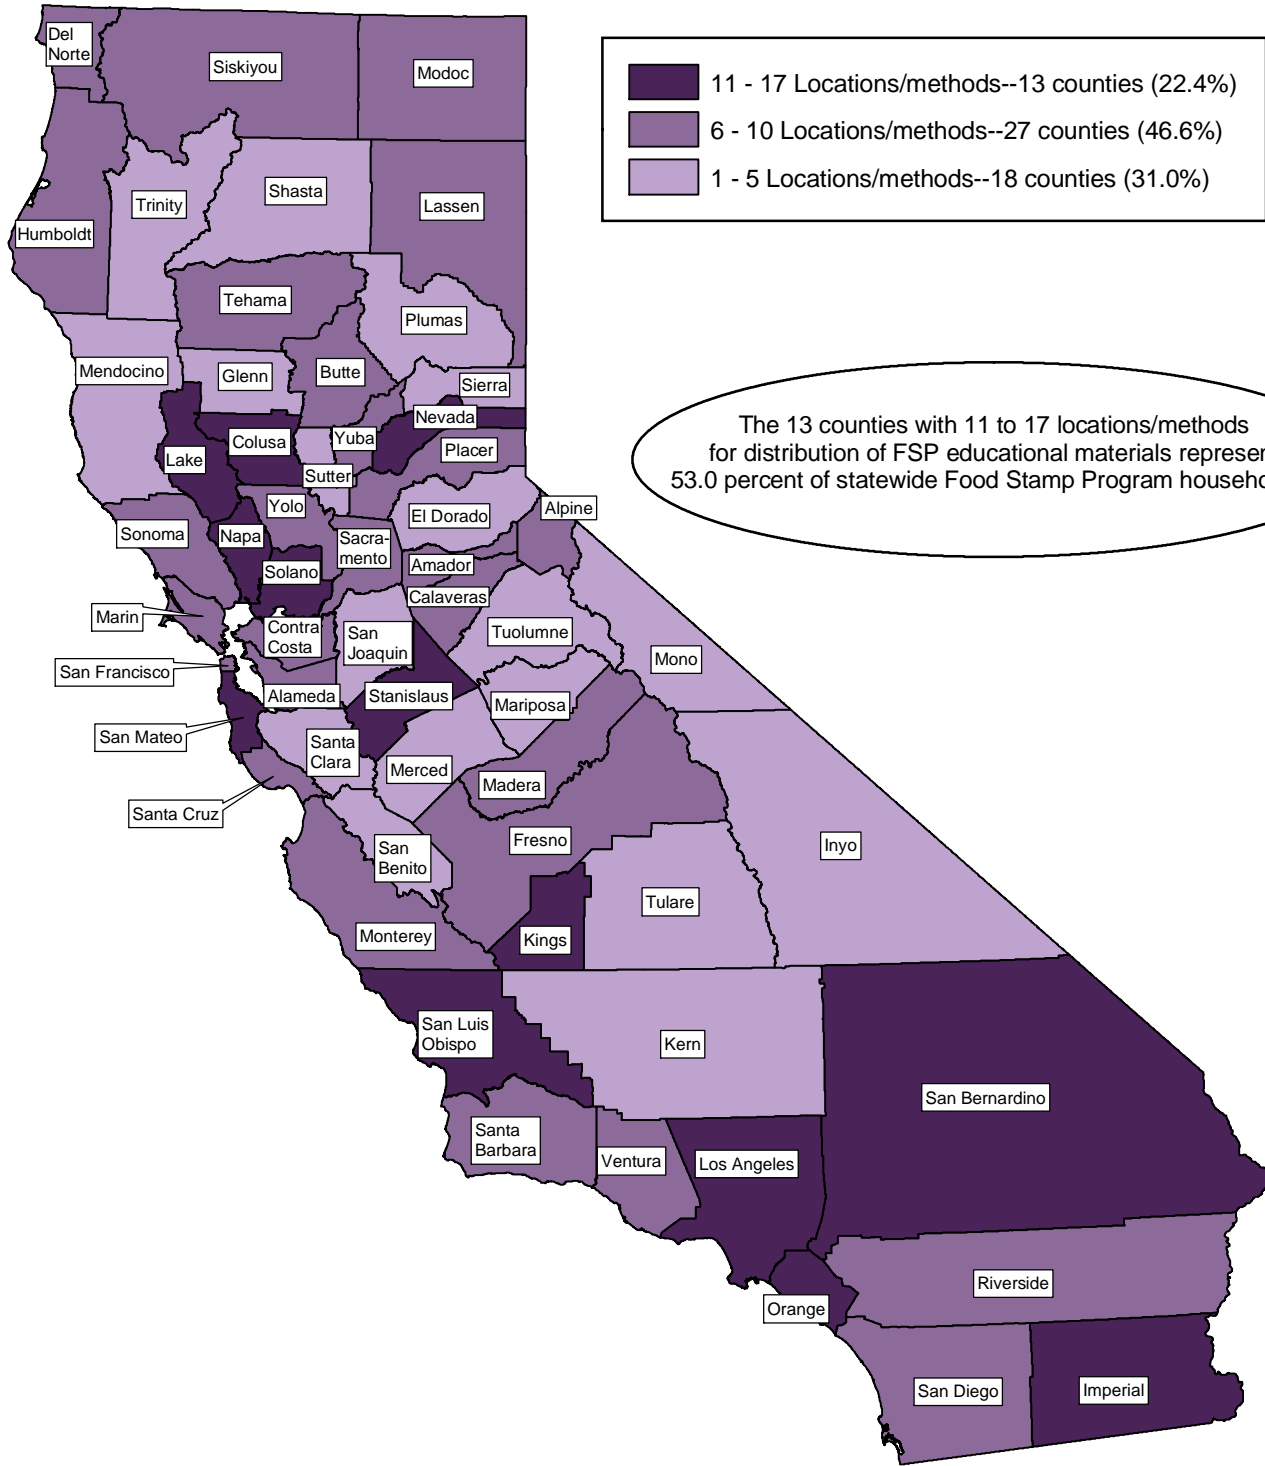 Del
Norte
Siskiyou
Modoc
11 - 17 Locations/methods--13 counties (22.4%)
6 - 10 Locations/methods--27 counties (46.6%)
1 - 5 Locations/methods--18 counties (31.0%)
Shasta
Trinity
Lassen
Humboldt
Tehama
Plumas
Mendocino
Glenn
Butte
Sierra
Nevada
The 13 counties with 11 to 17 locations/methods
for distribution of FSP educational materials represen
53.0 percent of statewide Food Stamp Program househo
Colusa
Yuba
Placer
Lake
Sutter
Yolo
Alpine
El Dorado
Sonoma
Napa
Sacra-
mento
Solano
Amador
Calaveras
Marin
Contra
Costa
San
Joaquin
Tuolumne
Mono
San Francisco
Alameda
Stanislaus
Mariposa
San Mateo
Santa
Clara
Merced
Madera
Santa Cruz
Fresno
Inyo
San
Benito
Tulare
Monterey
Kings
San Luis
Obispo
Kern
San Bernardino
Santa
Barbara
Ventura
Los Angeles
Riverside
Orange
San Diego
Imperial